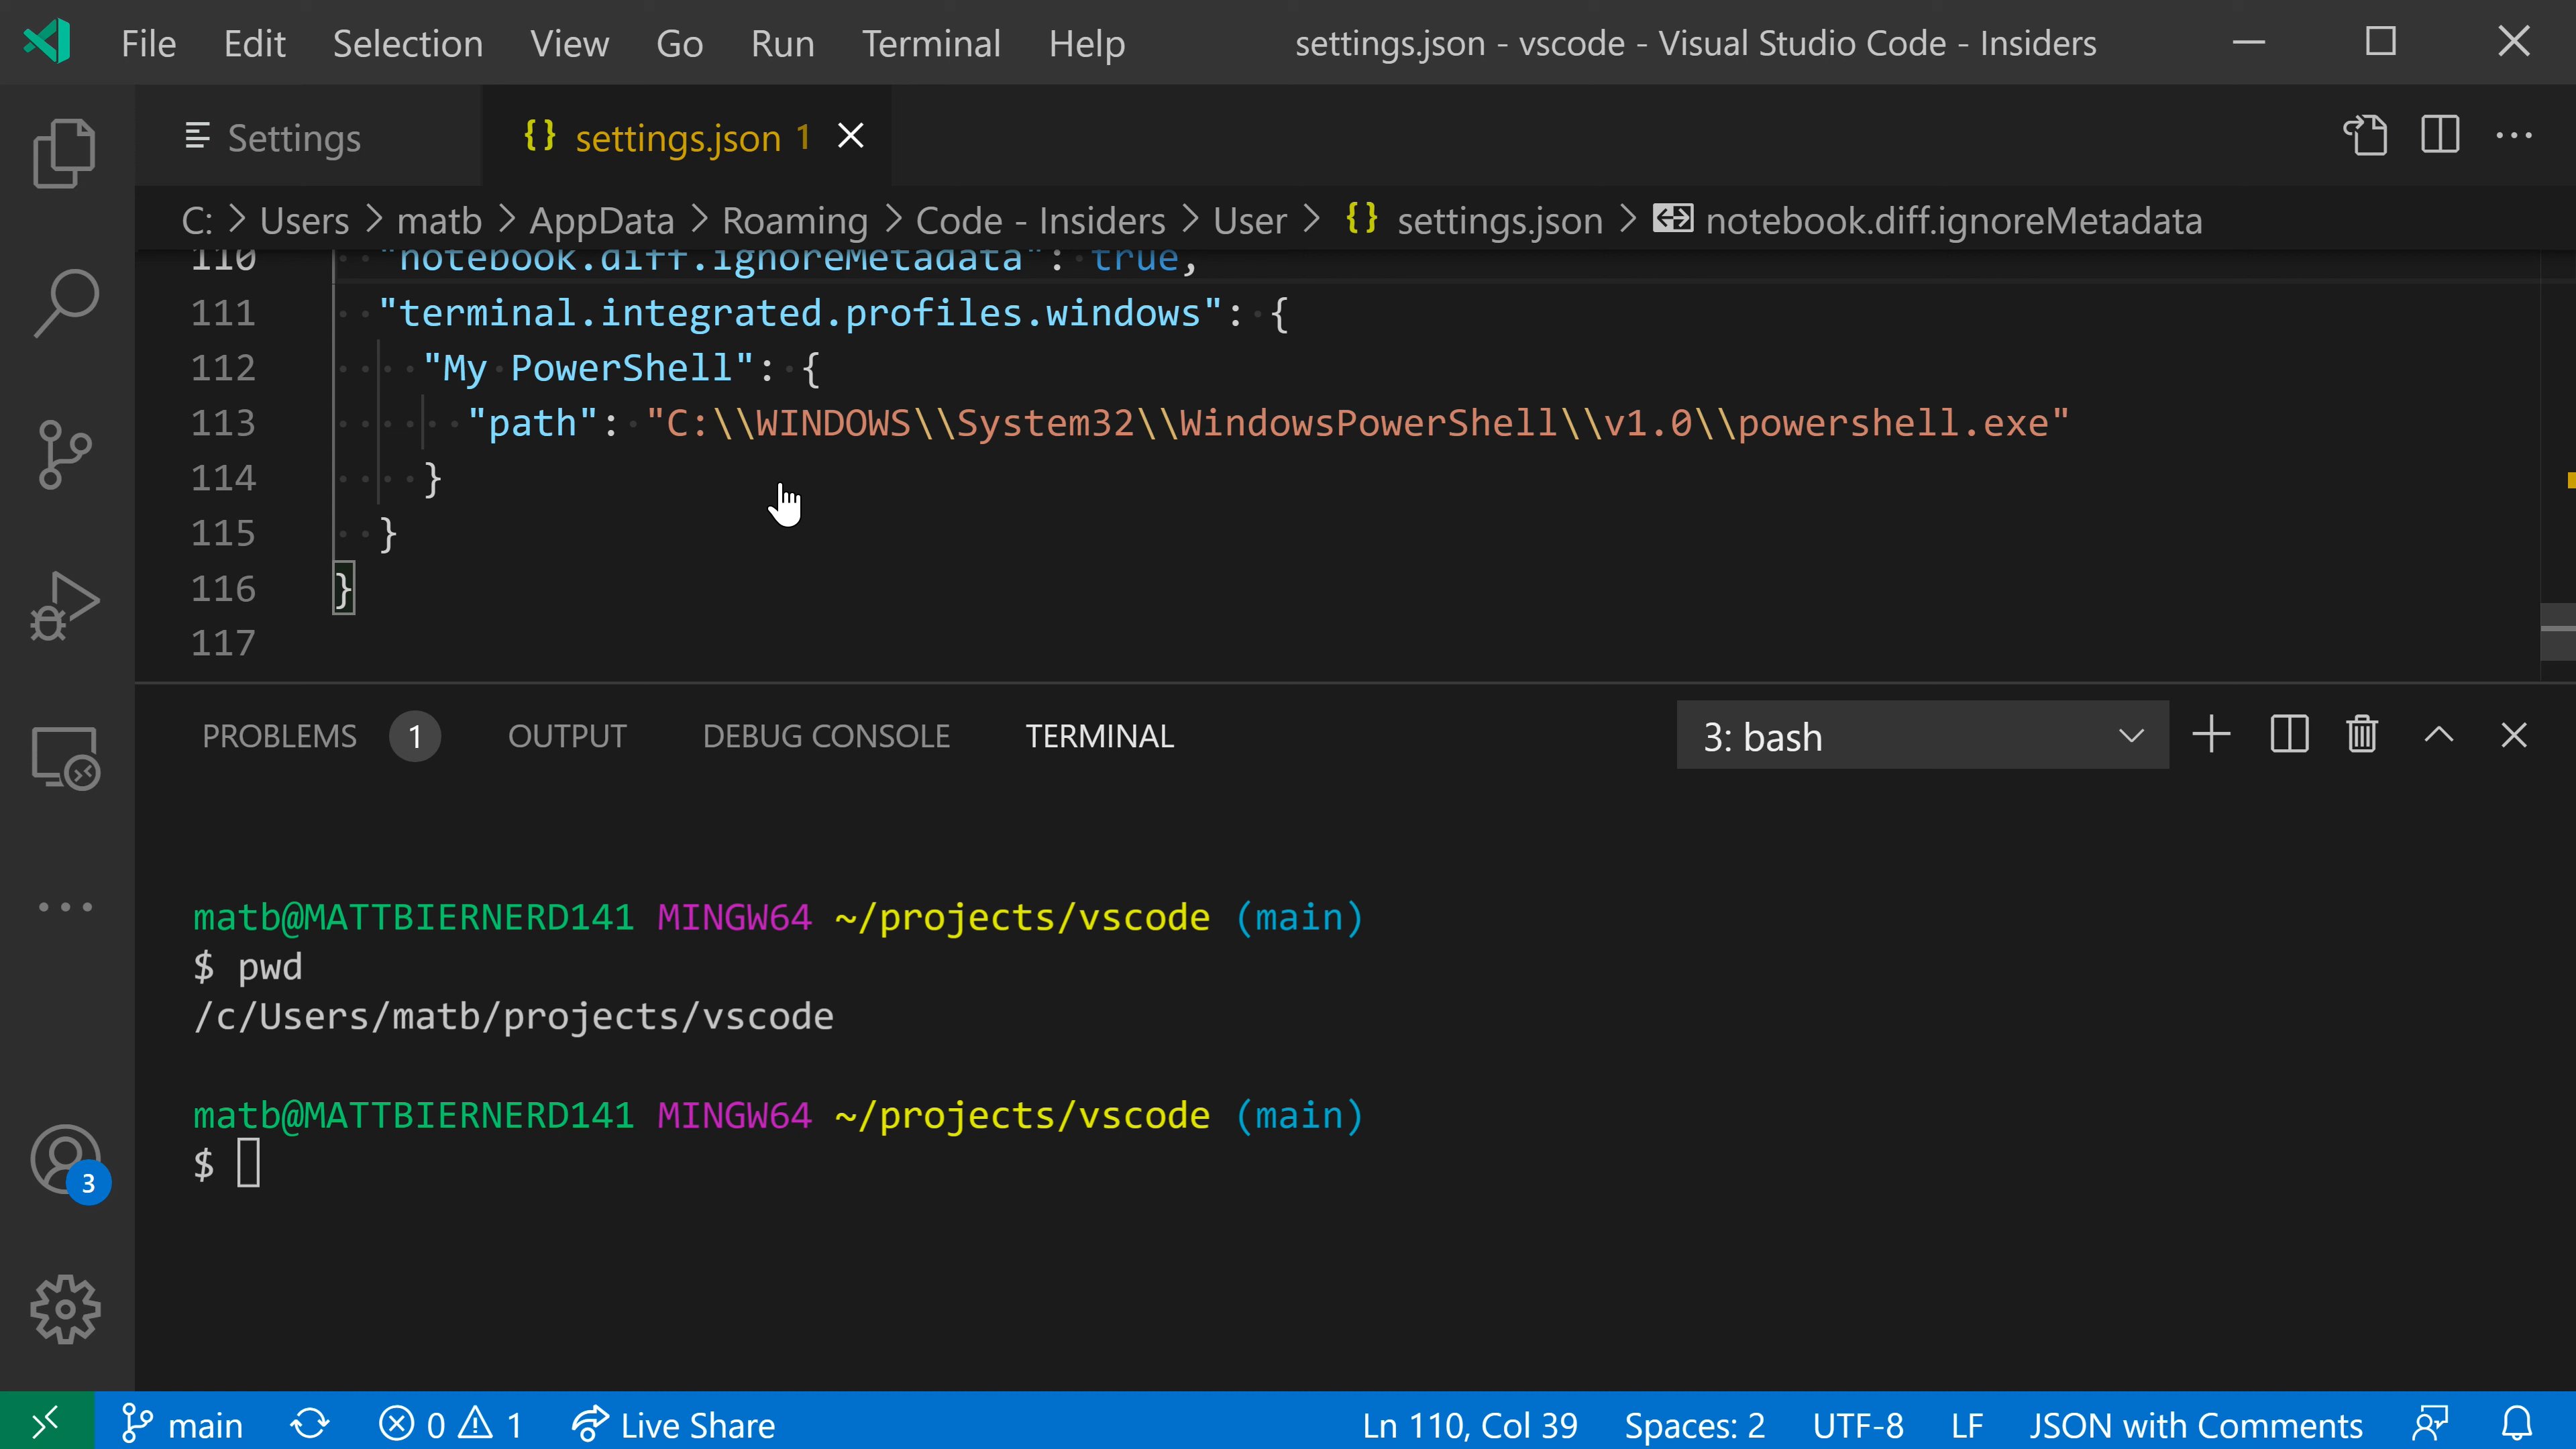 File Edit Selection View Go Run Terminal Help settings.json - vscode - Visual Studio Code - Insiders
Settings {} settings.json 1
C: > Users > matb > AppData > Roaming > Code - Insiders > User > {} settings.json > notebook.diff.ignoreMetadata
110 "notebook.diff.ignoreMetadata": true,
111 "terminal.integrated.profiles.windows": {
112 "My PowerShell": {
113 "path": "C:\\WINDOWS\\System32\\WindowsPowerShell\\v1.0\\powershell.exe"
114 }
115 }
116 }
117
PROBLEMS 1 OUTPUT DEBUG CONSOLE TERMINAL 3: bash
matb@MATTBIERNERD141 MINGW64 ~/projects/vscode (main)
$ pwd
/c/Users/matb/projects/vscode
matb@MATTBIERNERD141 MINGW64 ~/projects/vscode (main)
$
3
main 0 1 Live Share Ln 110, Col 39 Spaces: 2 UTF-8 LF JSON with Comments